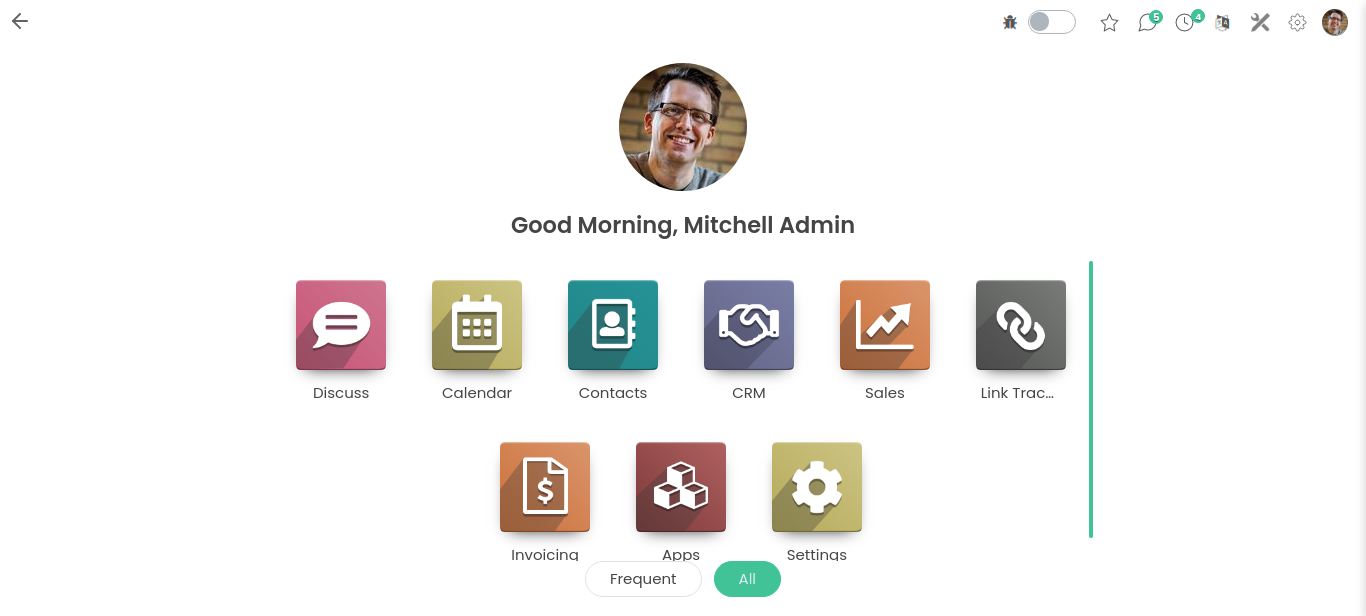 5
4
Good Morning, Mitchell Admin
Discuss
Calendar
Contacts
CRM
Sales
Link Trac...
Invoicing
Apps
Settings
Frequent
All